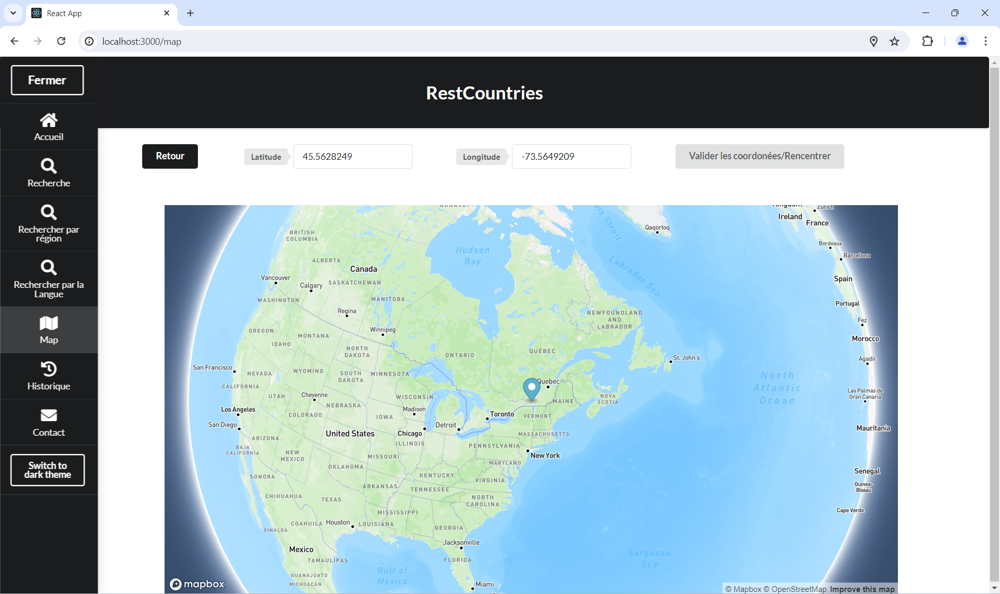 React App
localhost:3000/map
Fermer
RestCountries
Accueil
Recherche
Rechercher par
région
Rechercher par la
Langue
Map
Historique
Contact
Switch to
dark theme
Retour
Latitude
45.5628249
Longitude
-73.5649209
Valider les coordonées/Rencentrer
NUNAVUT
Kingdom
Zurich
Ireland
France
Qaqortoq
BRITISH
COLUMBIA
Hudson
Bay
Davis Strait
Labrador Sea
Bordeaux
Barcelona
ALBERTA
Canada
Vancouver
Calgary
SASKATCHEWAN
Spain
WASHINGTON
MANITOBA
Portugal
Regina
NEWFOUNDLAND
AND
LABRADOR
Fez
OREGON
MONTANA
Winnipeg
Morocco
IDAHO
NORTH
DAKOTA
ONTARIO
QUÉBEC
St. John's
Agadir
San Francisco
NEVADA
WYOMING
SOUTH
DAKOTA
MINNESOTA
North
Atlantic
Ocean
CALIFORNIA
Quebec
UTAH
Cheyenne
WISCONSIN
MAINE
NOVA
SCOTIA
Las Palmas de
Gran Canaria
NEBRASKA
Los Angeles
COLORADO
Madison
IOWA
Toronto
VERMONT
San Diego
Detroit
United States
Chicago
MASSACHUSETTS
Mauritania
ARIZONA
ILLINOIS
BAJA
CALIFORNIA
NEW
MEXICO
MISSOURI
PENNSYLVANIA
New York
OKLAHOMA
MARYLAND
Senegal
SONORA
KENTUCKY
VIRGINIA
Guinea-
Bissau
ARKANSAS
TENNESSEE
CHIHUAHUA
TEXAS
NORTH
CAROLINA
MISSISSIPPI
Cape Verde
COAHUILA
Houston
LOUISIANA
GEORGIA
SINALOA
Jacksonville
Mexico
TAMAULIPAS
FLORIDA
Sargasso
Sea
Gulf of
Mexico
GUANAJUATO
MICHOACÁN
Miami
mapbox
© Mapbox © OpenStreetMap Improve this map